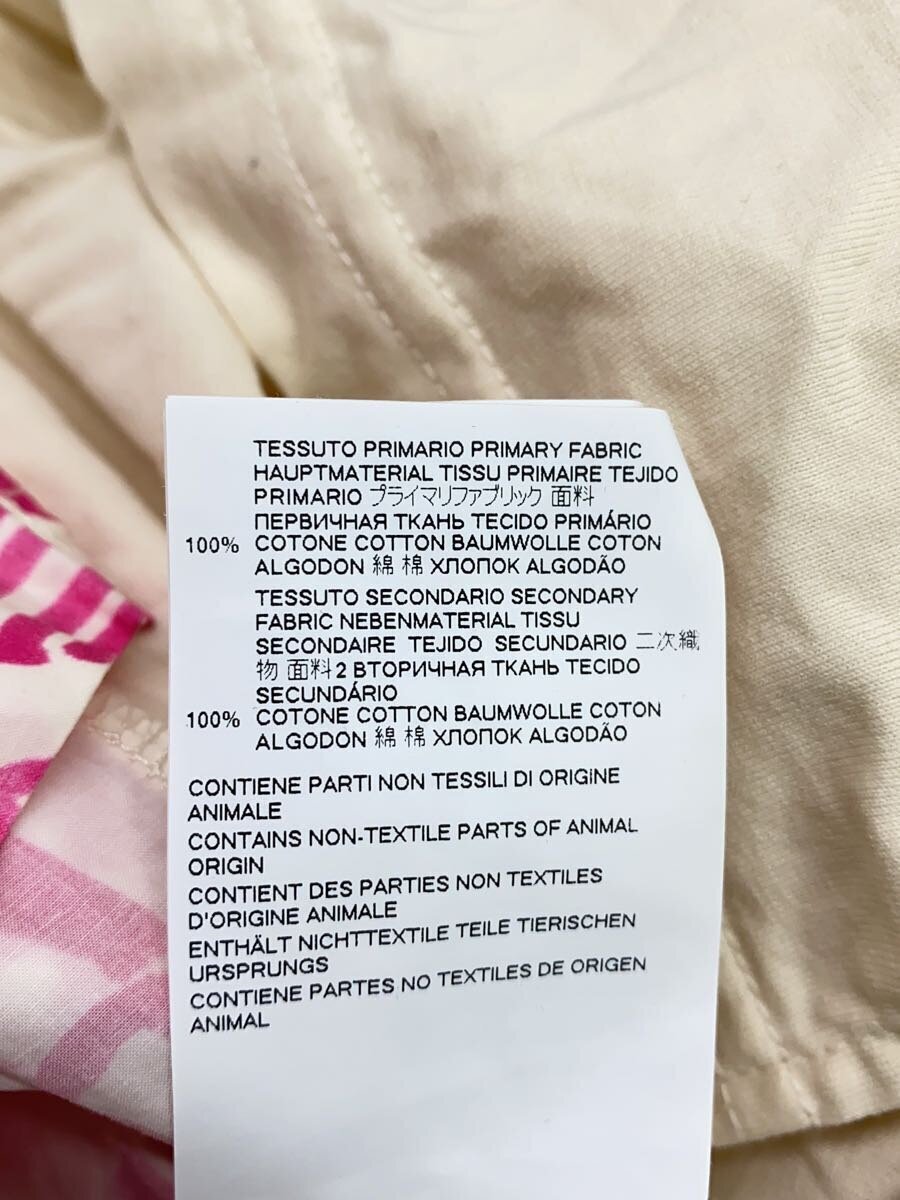 TESSUTO PRIMARIO PRIMARY FABRIC
HAUPTMATERIAL TISSU PRIMAIRE TEJIDO
PRIMARIO プライマリファブリック 面料
ПЕРВИЧНАЯ ТКАНЬ TECIDO PRIMÁRIO
100% COTONE COTTON BAUMWOLLE COTON
ALGODON 綿 棉 ХЛОПОК ALGODÃO
TESSUTO SECONDARIO SECONDARY
FABRIC NEBENMATERIAL TISSU
SECONDAIRE TEJIDO SECUNDARIO 二次織
物 面料2 ВТОРИЧНАЯ ТКАНЬ TECIDO
SECUNDÁRIO
100% COTONE COTTON BAUMWOLLE COTON
ALGODON 綿 棉 ХЛОПОК ALGODÃO
CONTIENE PARTI NON TESSILI DI ORIGINE
ANIMALE
CONTAINS NON-TEXTILE PARTS OF ANIMAL
ORIGIN
CONTIENT DES PARTIES NON TEXTILES
D'ORIGINE ANIMALE
ENTHÄLT NICHTTEXTILE TEILE TIERISCHEN
URSPRUNGS
CONTIENE PARTES NO TEXTILES DE ORIGEN
ANIMAL